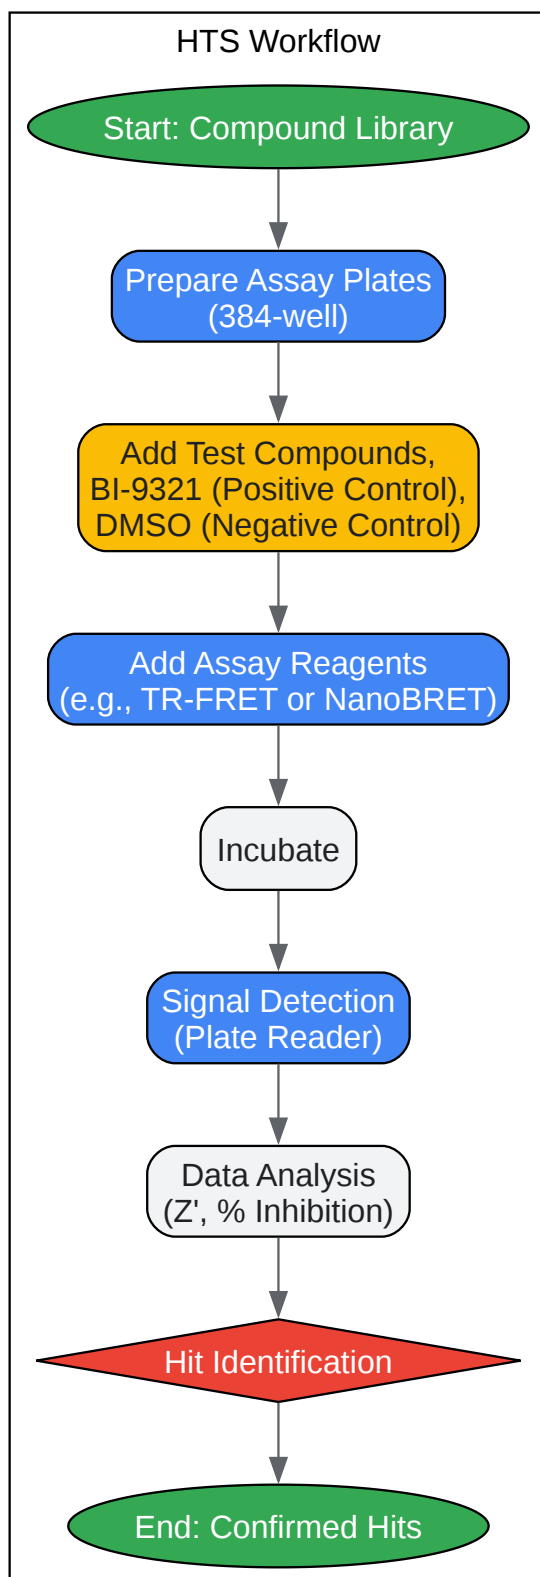 HTS Workflow
Start: Compound Library
Prepare Assay Plates
(384-well)
Add Test Compounds,
BI-9321 (Positive Control),
DMSO (Negative Control)
Add Assay Reagents
(e.g., TR-FRET or NanoBRET)
Incubate
Signal Detection
(Plate Reader)
Data Analysis
(Z', % Inhibition)
Hit Identification
End: Confirmed Hits